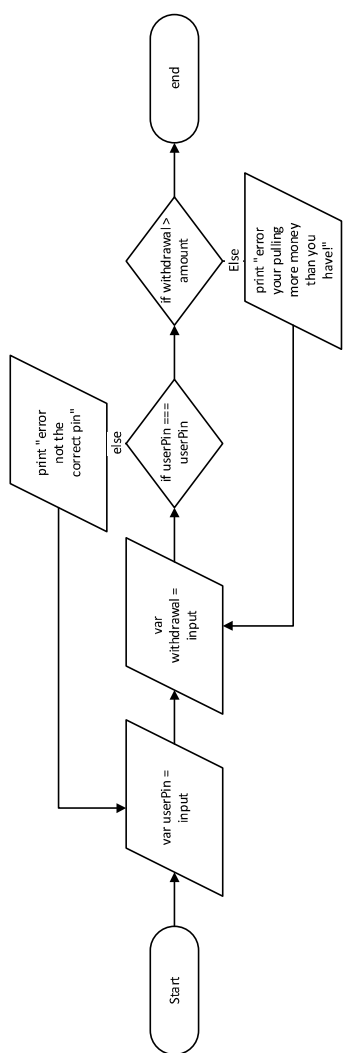 Start
var userPin =
input
var
withdrawal =
input
if userPin ===
userPin
else
print "error
not the
correct pin"
if withdrawal >
amount
Else
print "error
your pulling
more money
than you
have!"
end